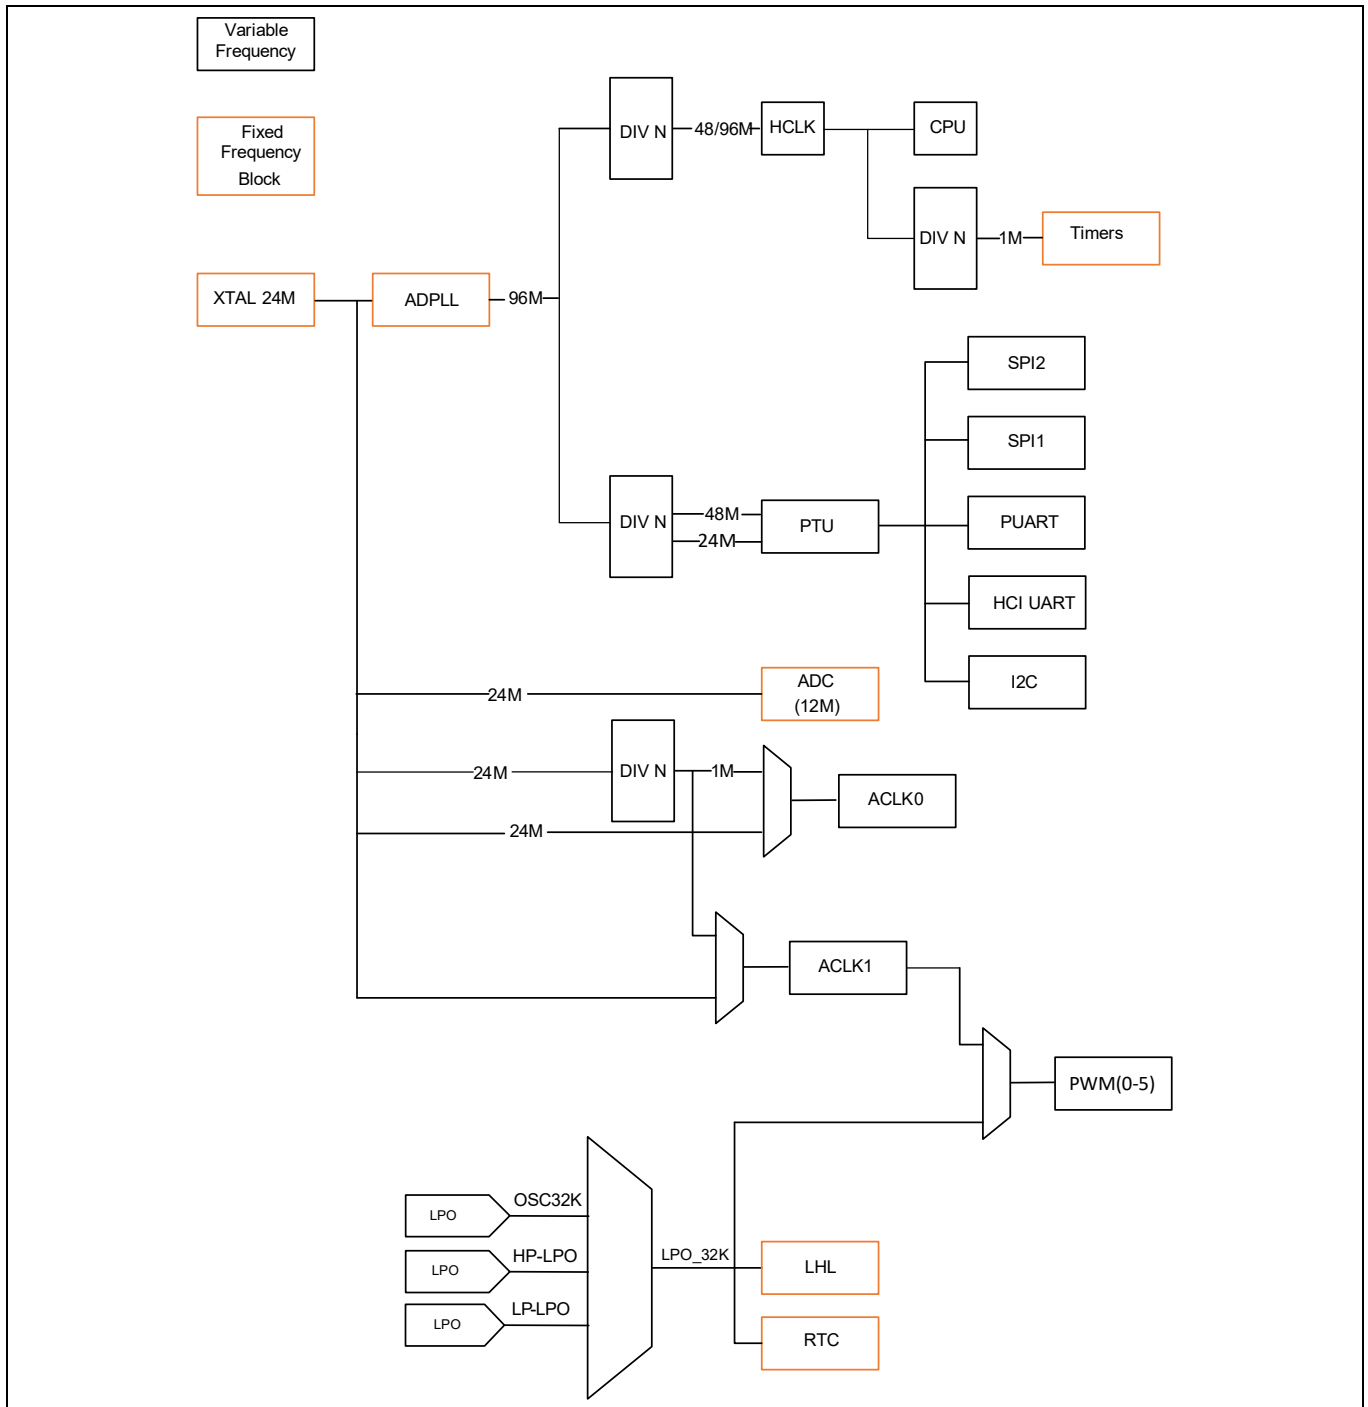 Variable
Frequency
Fixed
Frequency
Block
DIV N
48/96M
HCLK
CPU
DIV N
1M
Timers
XTAL 24M
ADPLL
96M
SPI2
SPI1
DIV N
48M
24M
PTU
PUART
HCI UART
I2C
24M
ADC
(12M)
24M
DIV N
1M
ACLK0
24M
ACLK1
PWM(0-5)
LPO
OSC32K
LPO
HP-LPO
LPO
LP-LPO
LPO_32K
LHL
RTC